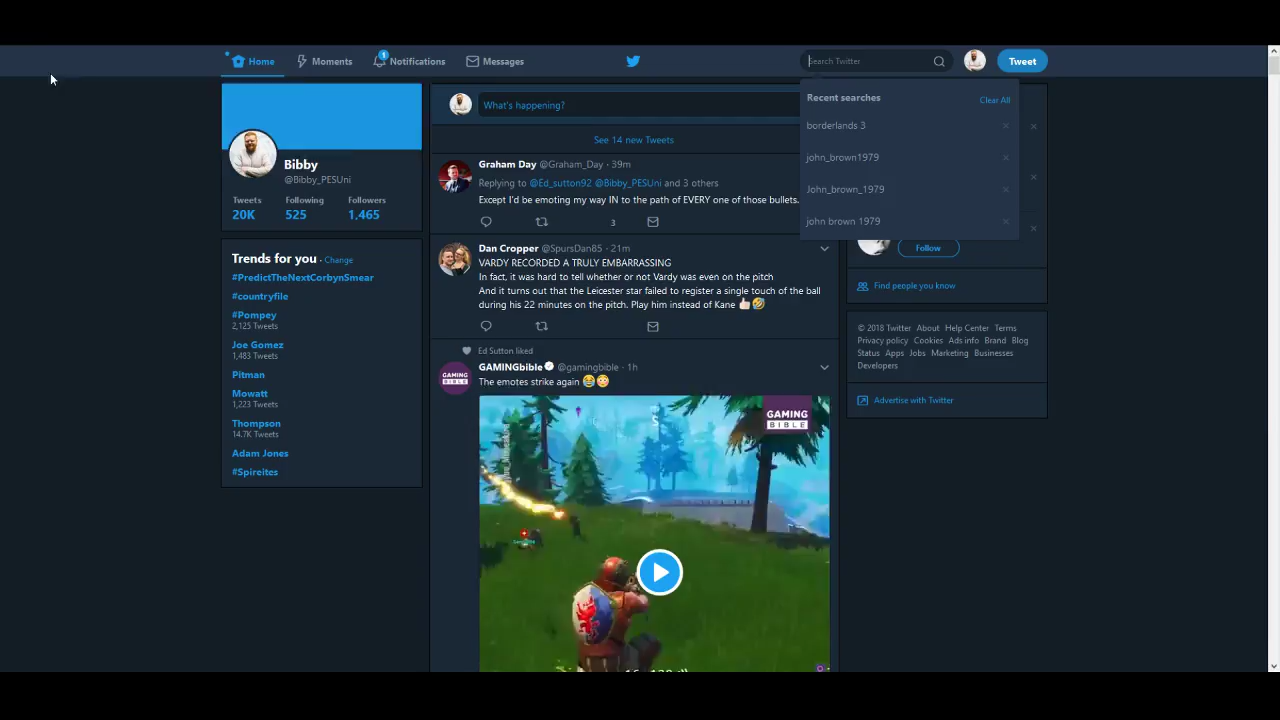 Home
Moments
1
Notifications
Messages
Search Twitter
Tweet
Bibby
@Bibby_PESUni
Tweets Following Followers
20K 525 1,465
Trends for you · Change
#PredictTheNextCorbynSmear
#countryfile
#Pompey
2,125 Tweets
Joe Gomez
1,483 Tweets
Pitman
Mowatt
1,223 Tweets
Thompson
14.7K Tweets
Adam Jones
#Spireites
What's happening?
See 14 new Tweets
Graham Day @Graham_Day · 39m
Replying to @Ed_sutton92 @Bibby_PESUni and 3 others
Except I'd be emoting my way IN to the path of EVERY one of those bullets.
3
Dan Cropper @SpursDan85 · 21m
VARDY RECORDED A TRULY EMBARRASSING
In fact, it was hard to tell whether or not Vardy was even on the pitch
And it turns out that the Leicester star failed to register a single touch of the ball
during his 22 minutes on the pitch. Play him instead of Kane 👍🏻🤣
Ed Sutton liked
GAMINGbible @gamingbible · 1h
The emotes strike again 😂😳
GAMING
BIBLE
GAMING
BIBLE
Recent searches
Clear All
borderlands 3
john_brown1979
John_brown_1979
john brown 1979
Follow
Find people you know
© 2018 Twitter About Help Center Terms
Privacy policy Cookies Ads info Brand Blog
Status Apps Jobs Marketing Businesses
Developers
Advertise with Twitter